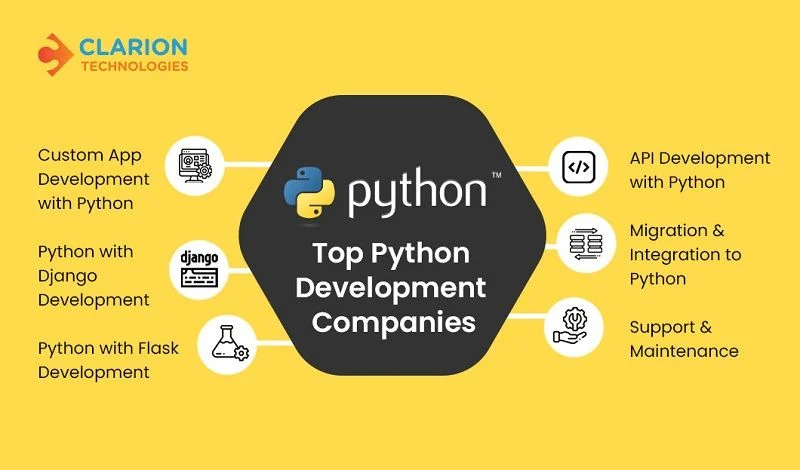 CLARION
TECHNOLOGIES
Custom App
Development
with Python
Python with
Django
Development
Python with Flask
Development
django
python™
Top Python
Development
Companies
</>
API Development
with Python
Migration &
Integration to
Python
Support &
Maintenance